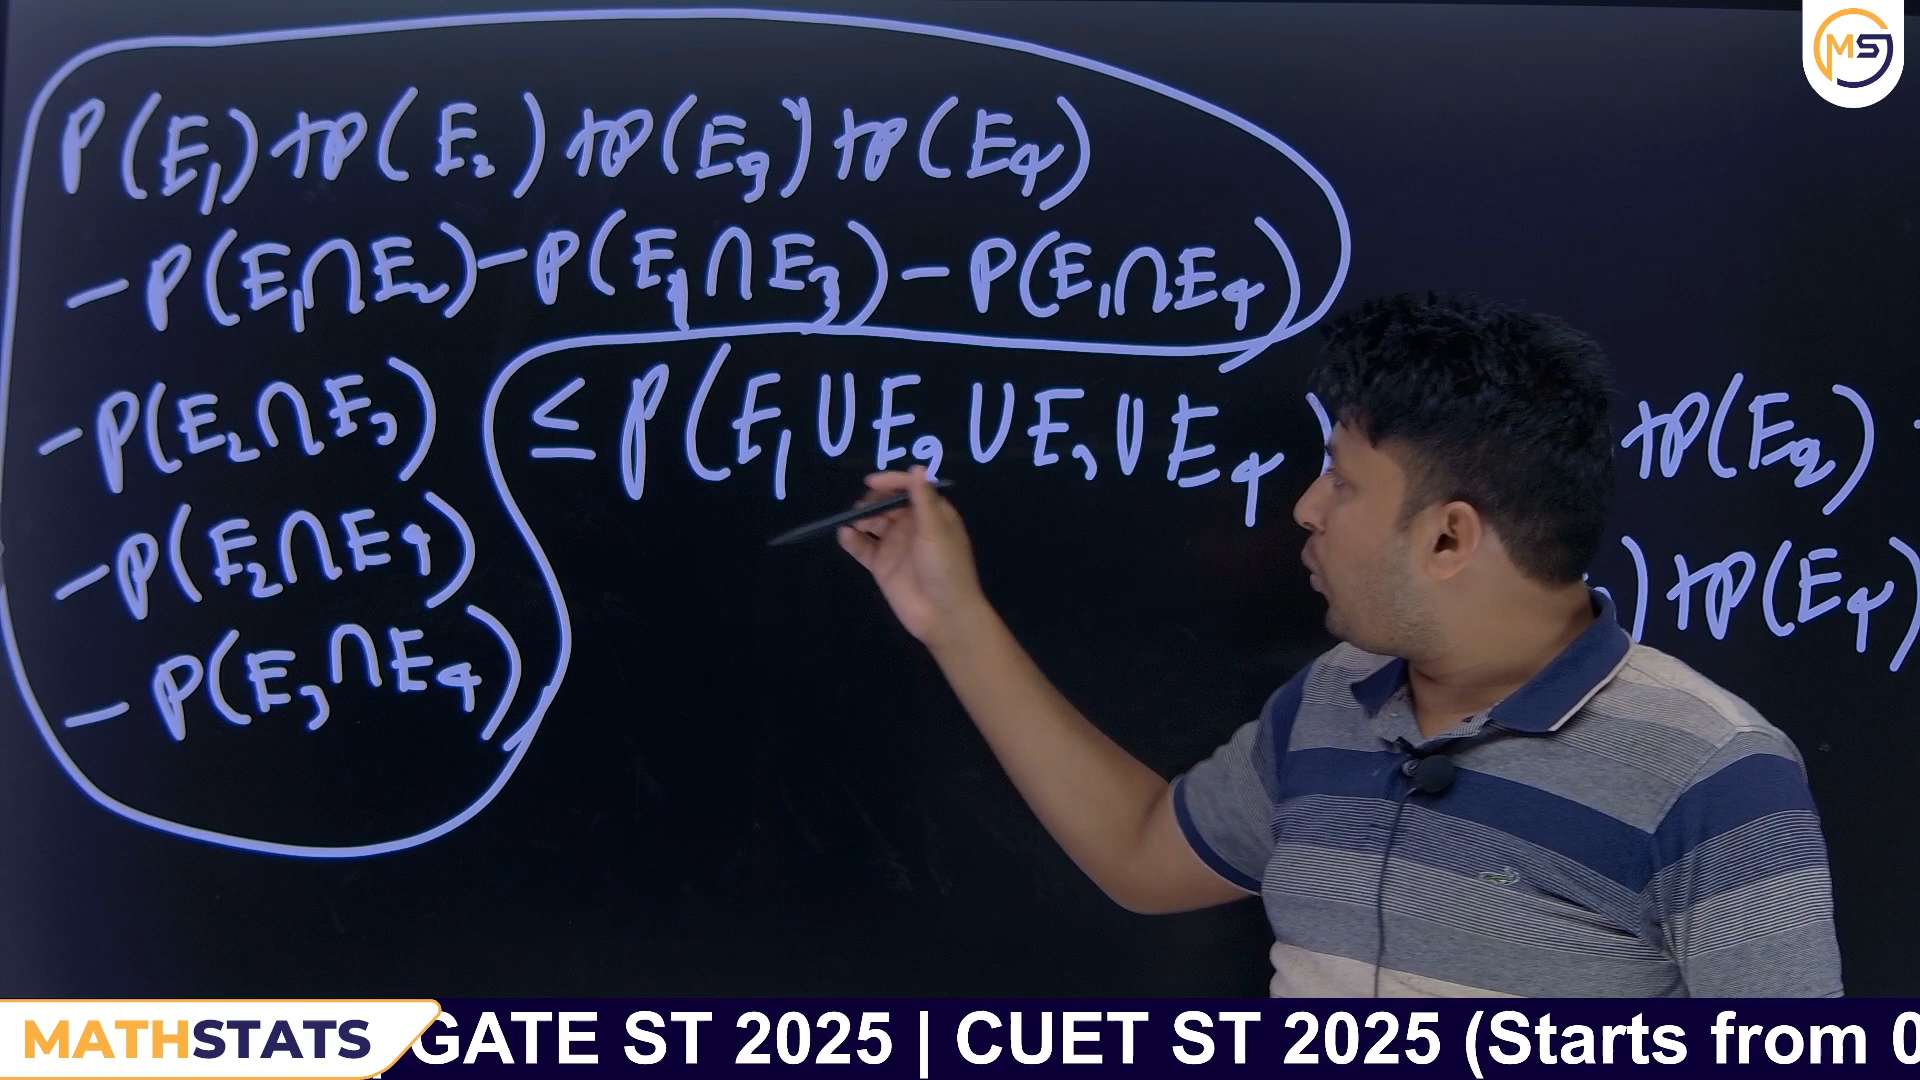 MS
P(E₁)+P(E₂)+P(E₃)+P(E₄)
-P(E₁∩E₂)-P(E₁∩E₃)-P(E₁∩E₄)
-P(E₂∩E₃)
≤ P(E₁∪E₂∪E₃∪E₄) +P(E₂)
-P(E₂∩E₄)
)+P(E₄)
-P(E₃∩E₄)
MATHSTATS
GATE ST 2025 | CUET ST 2025 (Starts from 0